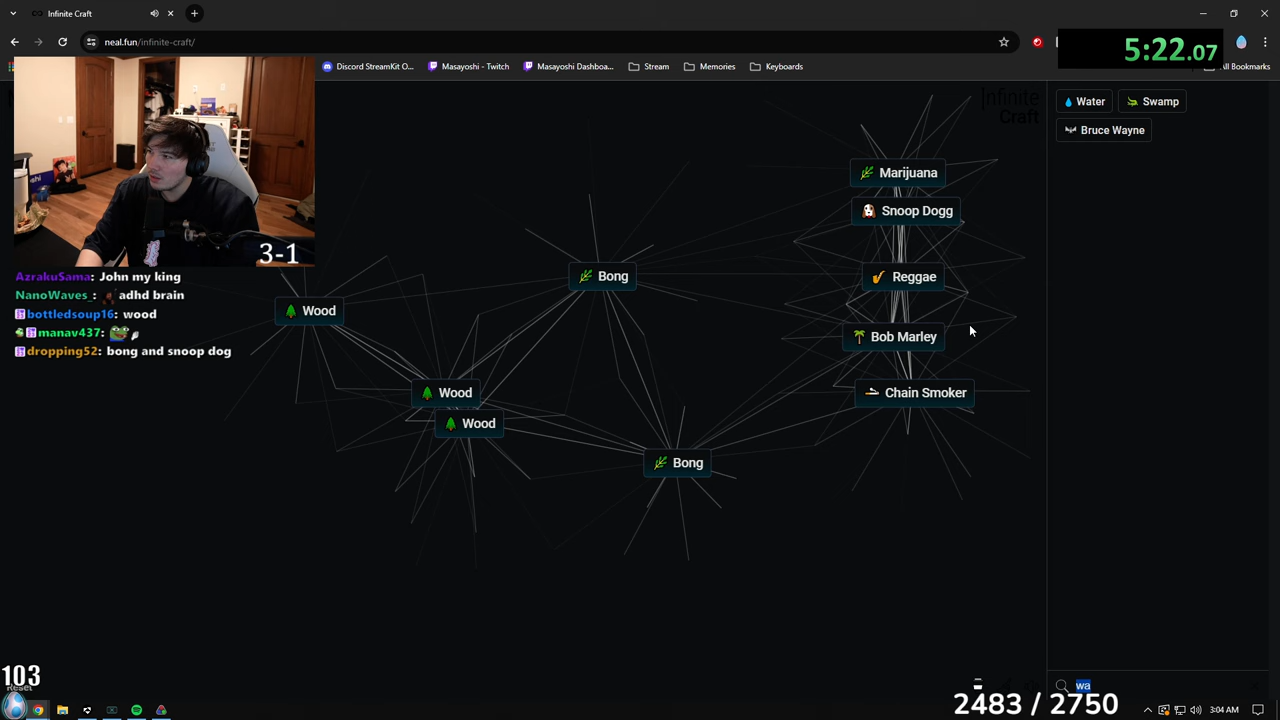 Infinite Craft
neal.fun/infinite-craft/
5:22.07
Discord StreamKit O...
Masayoshi - Twitch
Masayoshi Dashboa...
Stream
Memories
Keyboards
All Bookmarks
Infinite
Craft
Water
Swamp
Bruce Wayne
Marijuana
Snoop Dogg
Reggae
Bob Marley
Chain Smoker
Bong
Wood
Wood
Wood
Bong
3-1
AzrakuSama: John my king
NanoWaves_: adhd brain
bottledsoup16: wood
manav437:
dropping52: bong and snoop dog
103
Reset
wa
2483 / 2750
3:04 AM